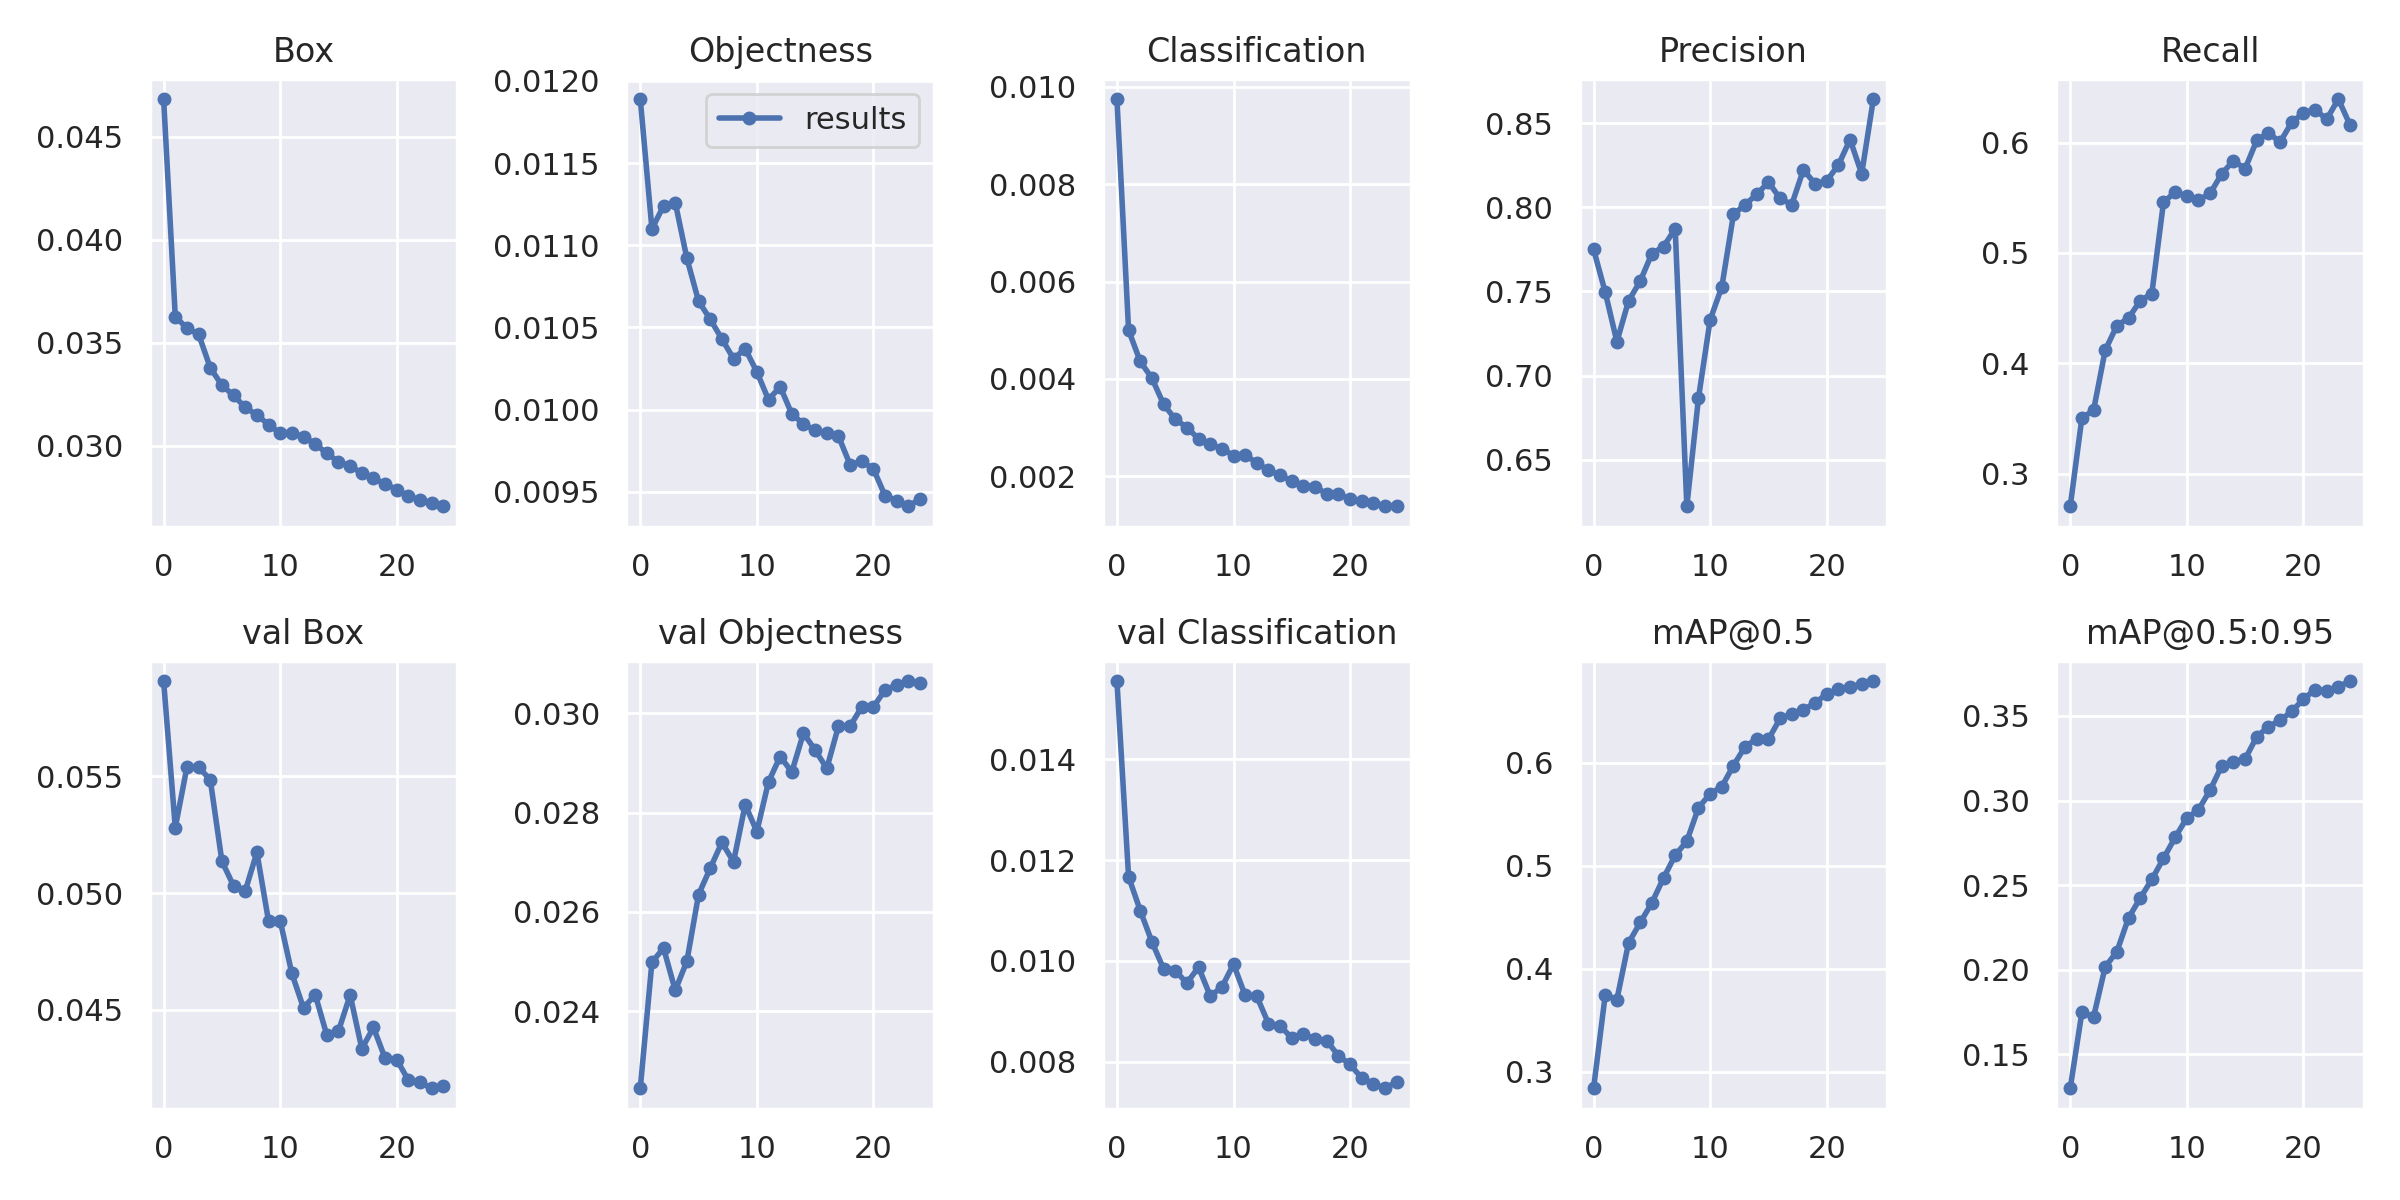 Box
Objectness
Classification
Precision
Recall
0.045
0.040
0.035
0.030
0 10 20
0.0120
0.0115
0.0110
0.0105
0.0100
0.0095
results
0 10 20
0.010
0.008
0.006
0.004
0.002
0 10 20
0.85
0.80
0.75
0.70
0.65
0 10 20
0.6
0.5
0.4
0.3
0 10 20
val Box
val Objectness
val Classification
mAP@0.5
mAP@0.5:0.95
0.055
0.050
0.045
0 10 20
0.030
0.028
0.026
0.024
0 10 20
0.014
0.012
0.010
0.008
0 10 20
0.6
0.5
0.4
0.3
0 10 20
0.35
0.30
0.25
0.20
0.15
0 10 20